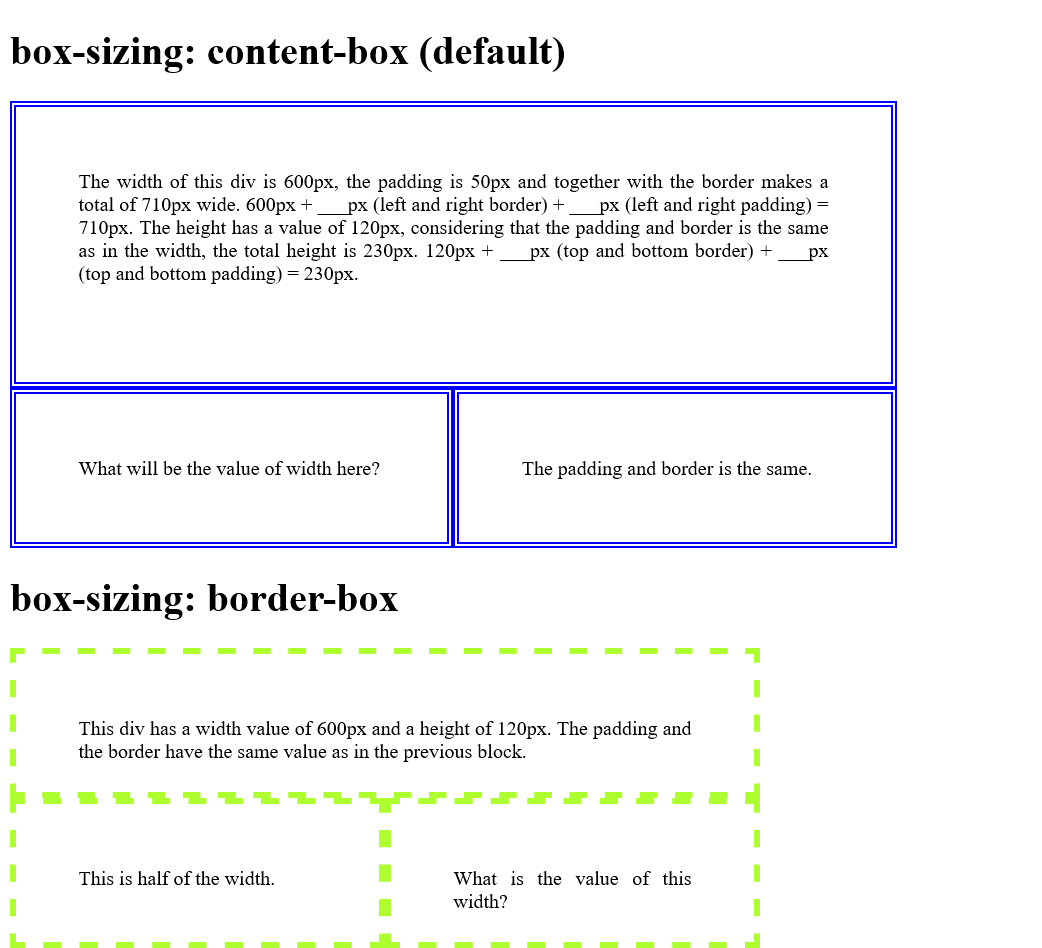 box-sizing: content-box (default)
The width of this div is 600px, the padding is 50px and together with the border makes a
total of 710px wide. 600px + ___px (left and right border) + ___px (left and right padding) =
710px. The height has a value of 120px, considering that the padding and border is the same
as in the width, the total height is 230px. 120px + ___px (top and bottom border) + ___px
(top and bottom padding) = 230px.
What will be the value of width here?
The padding and border is the same.
box-sizing: border-box
This div has a width value of 600px and a height of 120px. The padding and
the border have the same value as in the previous block.
This is half of the width.
What is the value of this
width?